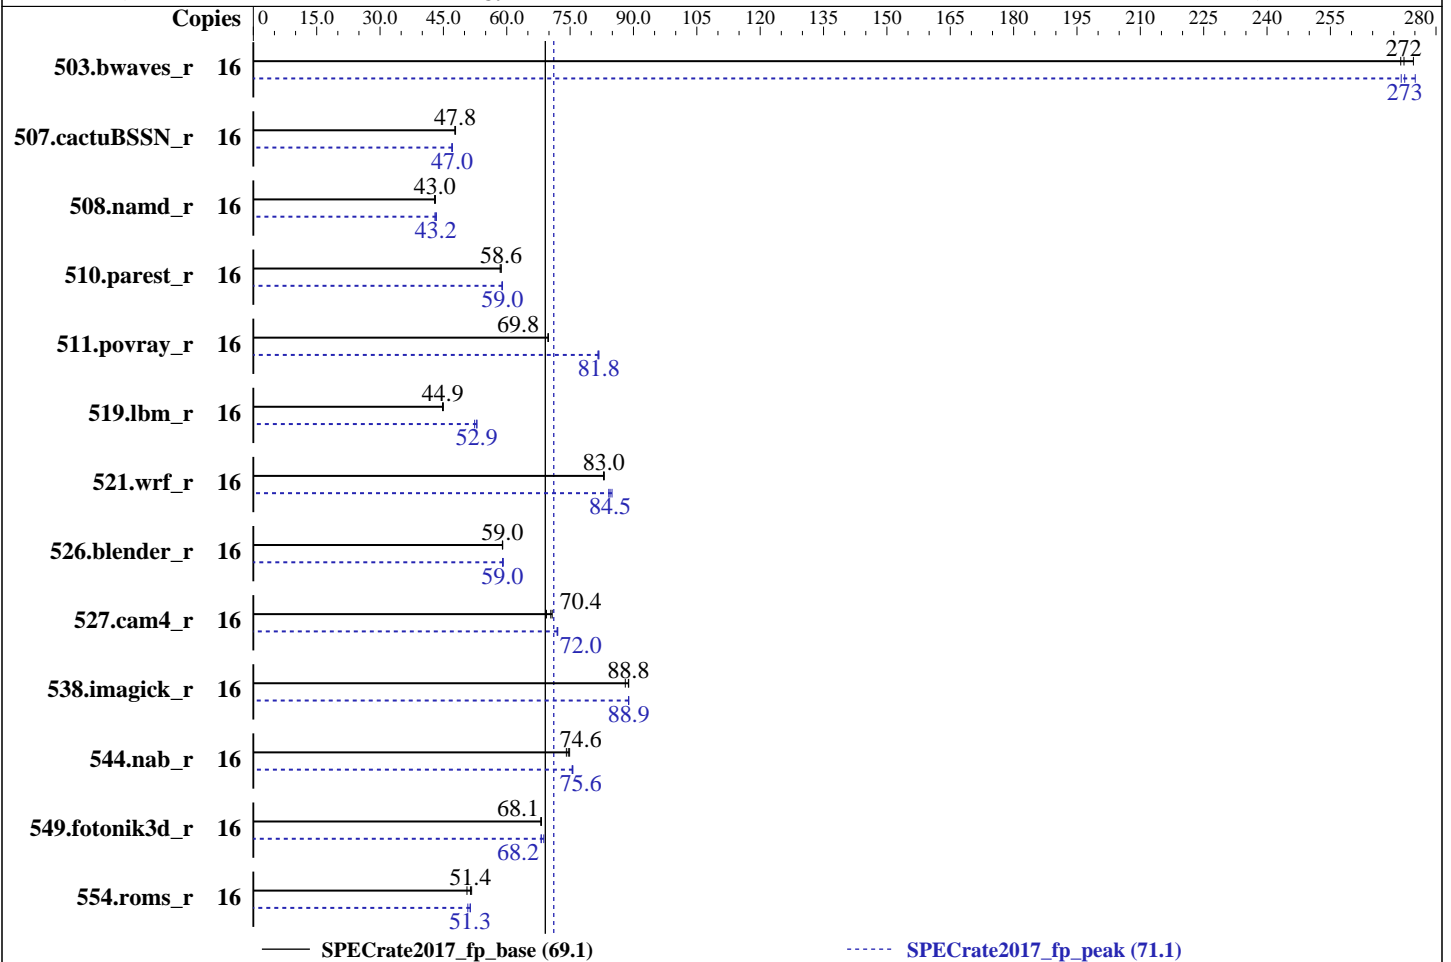 Copies 0 15.0 30.0 45.0 60.0 75.0 90.0 105 120 135 150 165 180 195 210 225 240 255 280
503.bwaves_r 16 272
273
507.cactuBSSN_r 16 47.8
47.0
508.namd_r 16 43.0
43.2
510.parest_r 16 58.6
59.0
511.povray_r 16 69.8
81.8
519.lbm_r 16 44.9
52.9
521.wrf_r 16 83.0
84.5
526.blender_r 16 59.0
59.0
527.cam4_r 16 70.4
72.0
538.imagick_r 16 88.8
88.9
544.nab_r 16 74.6
75.6
549.fotonik3d_r 16 68.1
68.2
554.roms_r 16 51.4
51.3
SPECrate2017_fp_base (69.1) SPECrate2017_fp_peak (71.1)